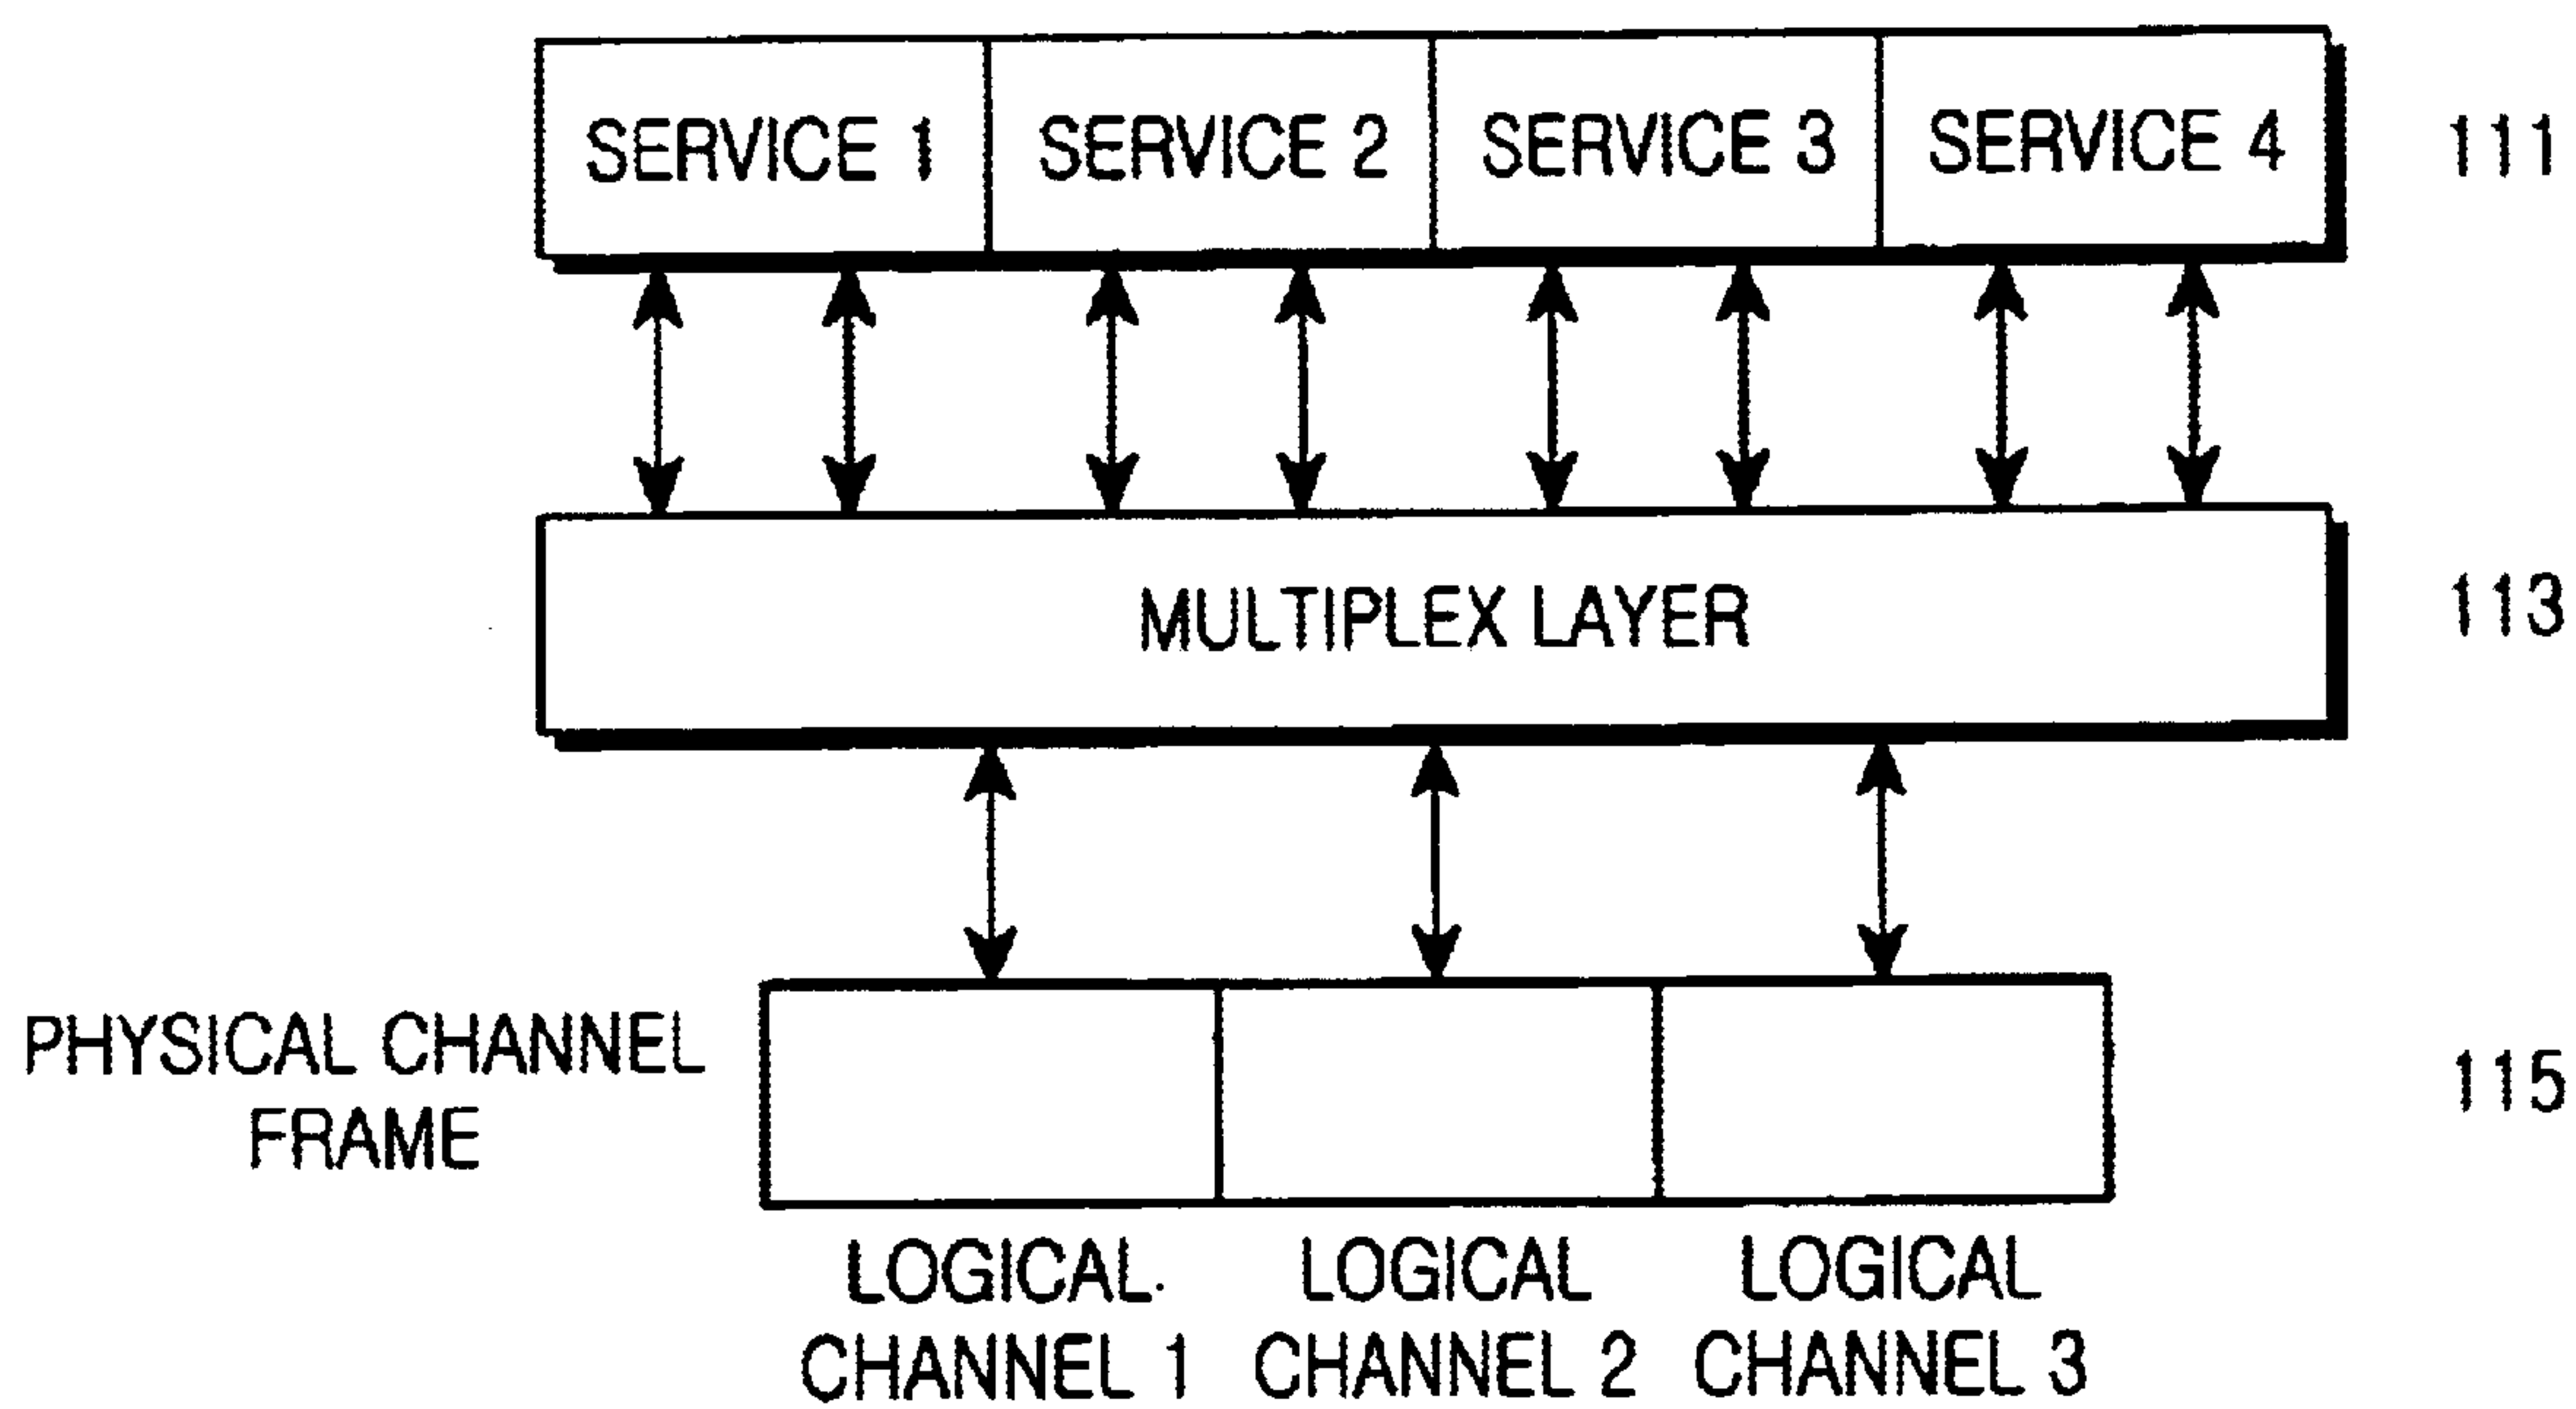 SERVICE 1 SERVICE 2 SERVICE 3 SERVICE 4 111
MULTIPLEX LAYER 113
PHYSICAL CHANNEL
FRAME
115
LOGICAL LOGICAL LOGICAL
CHANNEL 1 CHANNEL 2 CHANNEL 3